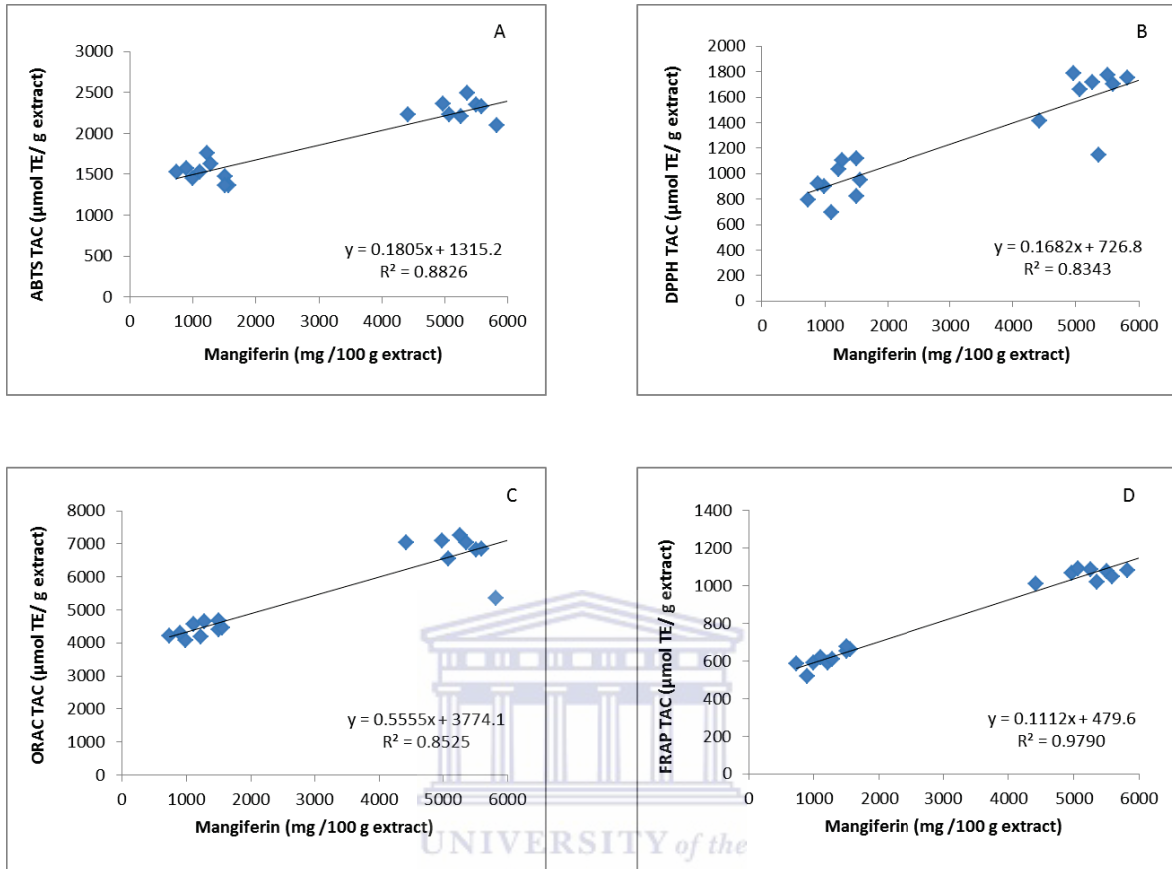 A
ABTS TAC (µmol TE/ g extract)
3000
2500
2000
1500
1000
500
0
y = 0.1805x + 1315.2
R² = 0.8826
0 1000 2000 3000 4000 5000 6000
Mangiferin (mg /100 g extract)
B
DPPH TAC (µmol TE/ g extract)
2000
1800
1600
1400
1200
1000
800
600
400
200
0
y = 0.1682x + 726.8
R² = 0.8343
0 1000 2000 3000 4000 5000 6000
Mangiferin (mg /100 g extract)
C
ORAC TAC (µmol TE/ g extract)
8000
7000
6000
5000
4000
3000
2000
1000
0
y = 0.5555x + 3774.1
R² = 0.8525
0 1000 2000 3000 4000 5000 6000
Mangiferin (mg /100 g extract)
D
FRAP TAC (µmol TE/ g extract)
1400
1200
1000
800
600
400
200
0
y = 0.1112x + 479.6
R² = 0.9790
0 1000 2000 3000 4000 5000 6000
Mangiferin (mg /100 g extract)
UNIVERSITY of the